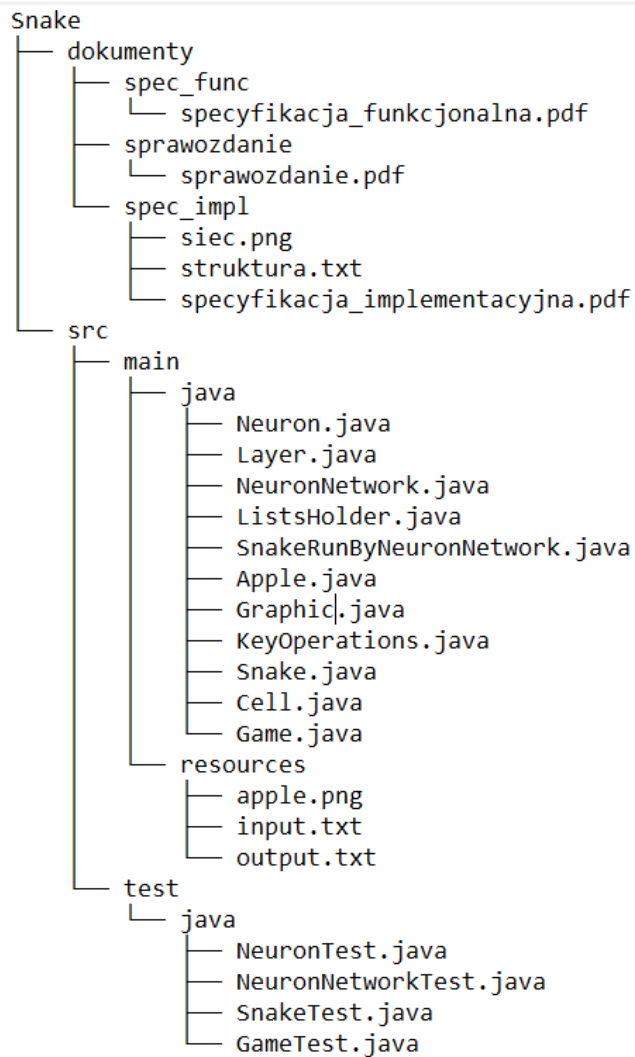 Snake
├── dokumenty
│   ├── spec_func
│   │   └── specyfikacja_funkcjonalna.pdf
│   ├── sprawozdanie
│   │   └── sprawozdanie.pdf
│   └── spec_impl
│       ├── siec.png
│       ├── struktura.txt
│       └── specyfikacja_implementacyjna.pdf
└── src
    ├── main
    │   ├── java
    │   │   ├── Neuron.java
    │   │   ├── Layer.java
    │   │   ├── NeuronNetwork.java
    │   │   ├── ListsHolder.java
    │   │   ├── SnakeRunByNeuronNetwork.java
    │   │   ├── Apple.java
    │   │   ├── Graphic.java
    │   │   ├── KeyOperations.java
    │   │   ├── Snake.java
    │   │   ├── Cell.java
    │   │   └── Game.java
    │   └── resources
    │       ├── apple.png
    │       ├── input.txt
    │       └── output.txt
    └── test
        └── java
            ├── NeuronTest.java
            ├── NeuronNetworkTest.java
            ├── SnakeTest.java
            └── GameTest.java